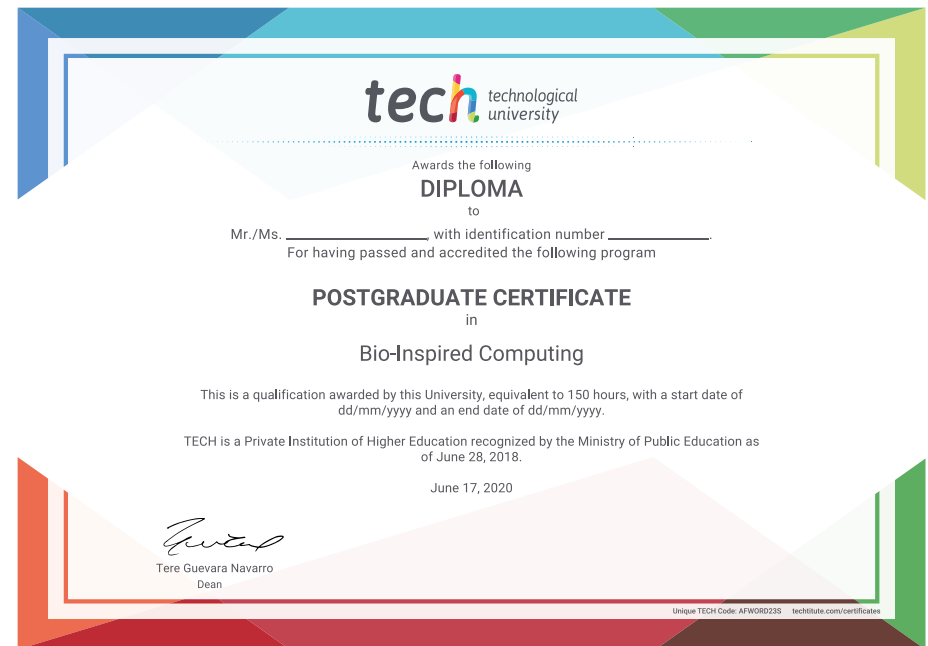 tech technological
university
Awards the following
DIPLOMA
to
Mr./Ms. ____________________, with identification number ______________.
For having passed and accredited the following program
POSTGRADUATE CERTIFICATE
in
Bio-Inspired Computing
This is a qualification awarded by this University, equivalent to 150 hours, with a start date of
dd/mm/yyyy and an end date of dd/mm/yyyy.
TECH is a Private Institution of Higher Education recognized by the Ministry of Public Education as
of June 28, 2018.
June 17, 2020
Tere Guevara Navarro
Dean
Unique TECH Code: AFWORD23S techtitute.com/certificates